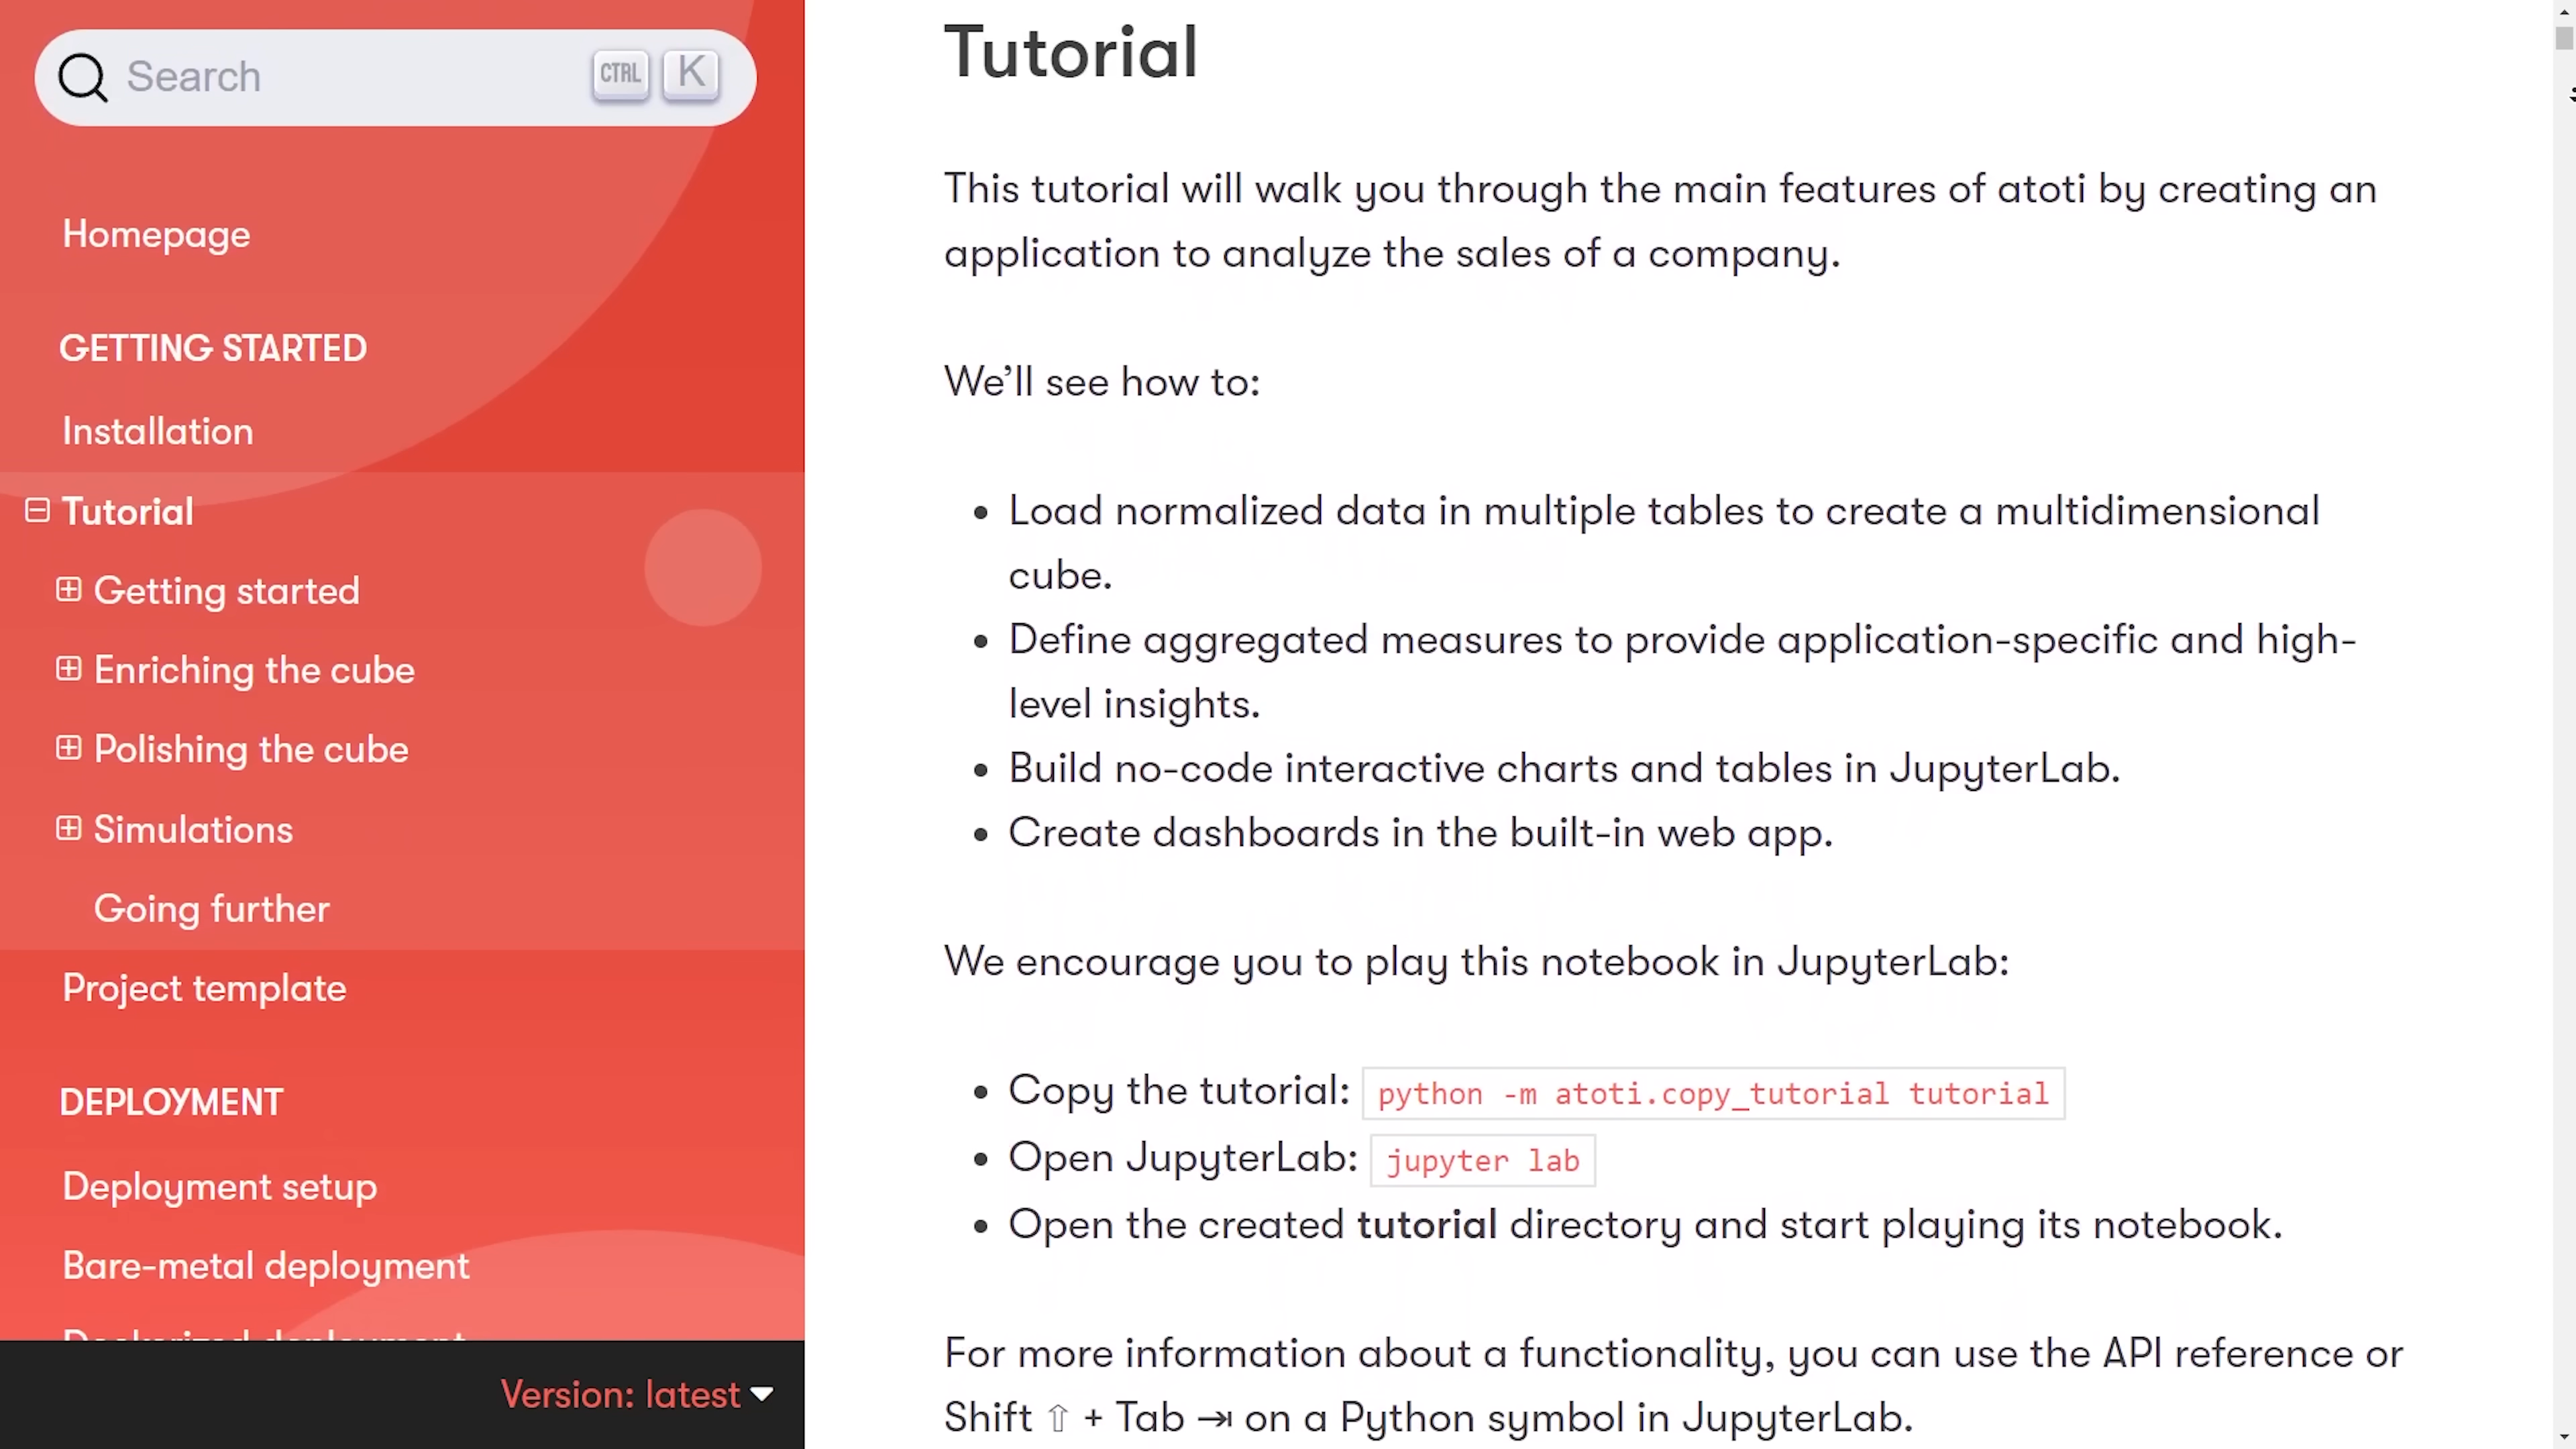 Search
CTRL K
Homepage
GETTING STARTED
Installation
Tutorial
Getting started
Enriching the cube
Polishing the cube
Simulations
Going further
Project template
DEPLOYMENT
Deployment setup
Bare-metal deployment
Dockerized deployment
Version: latest
Tutorial
This tutorial will walk you through the main features of atoti by creating an
application to analyze the sales of a company.
We’ll see how to:
• Load normalized data in multiple tables to create a multidimensional
cube.
• Define aggregated measures to provide application-specific and high-
level insights.
• Build no-code interactive charts and tables in JupyterLab.
• Create dashboards in the built-in web app.
We encourage you to play this notebook in JupyterLab:
• Copy the tutorial: python -m atoti.copy_tutorial tutorial
• Open JupyterLab: jupyter lab
• Open the created tutorial directory and start playing its notebook.
For more information about a functionality, you can use the API reference or
Shift ⇧ + Tab ⇥ on a Python symbol in JupyterLab.